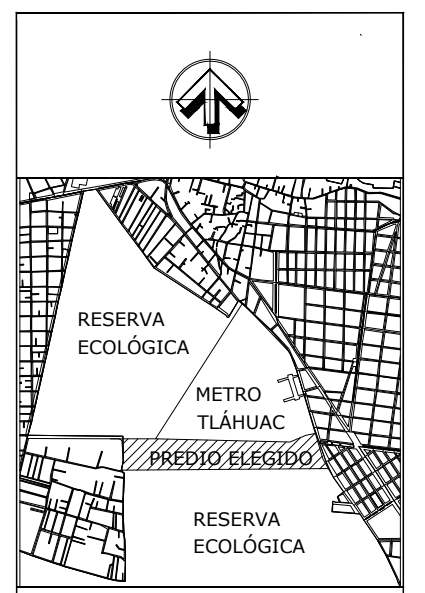 RESERVA
ECOLÓGICA
METRO
TLÁHUAC
PREDIO ELEGIDO
RESERVA
ECOLÓGICA